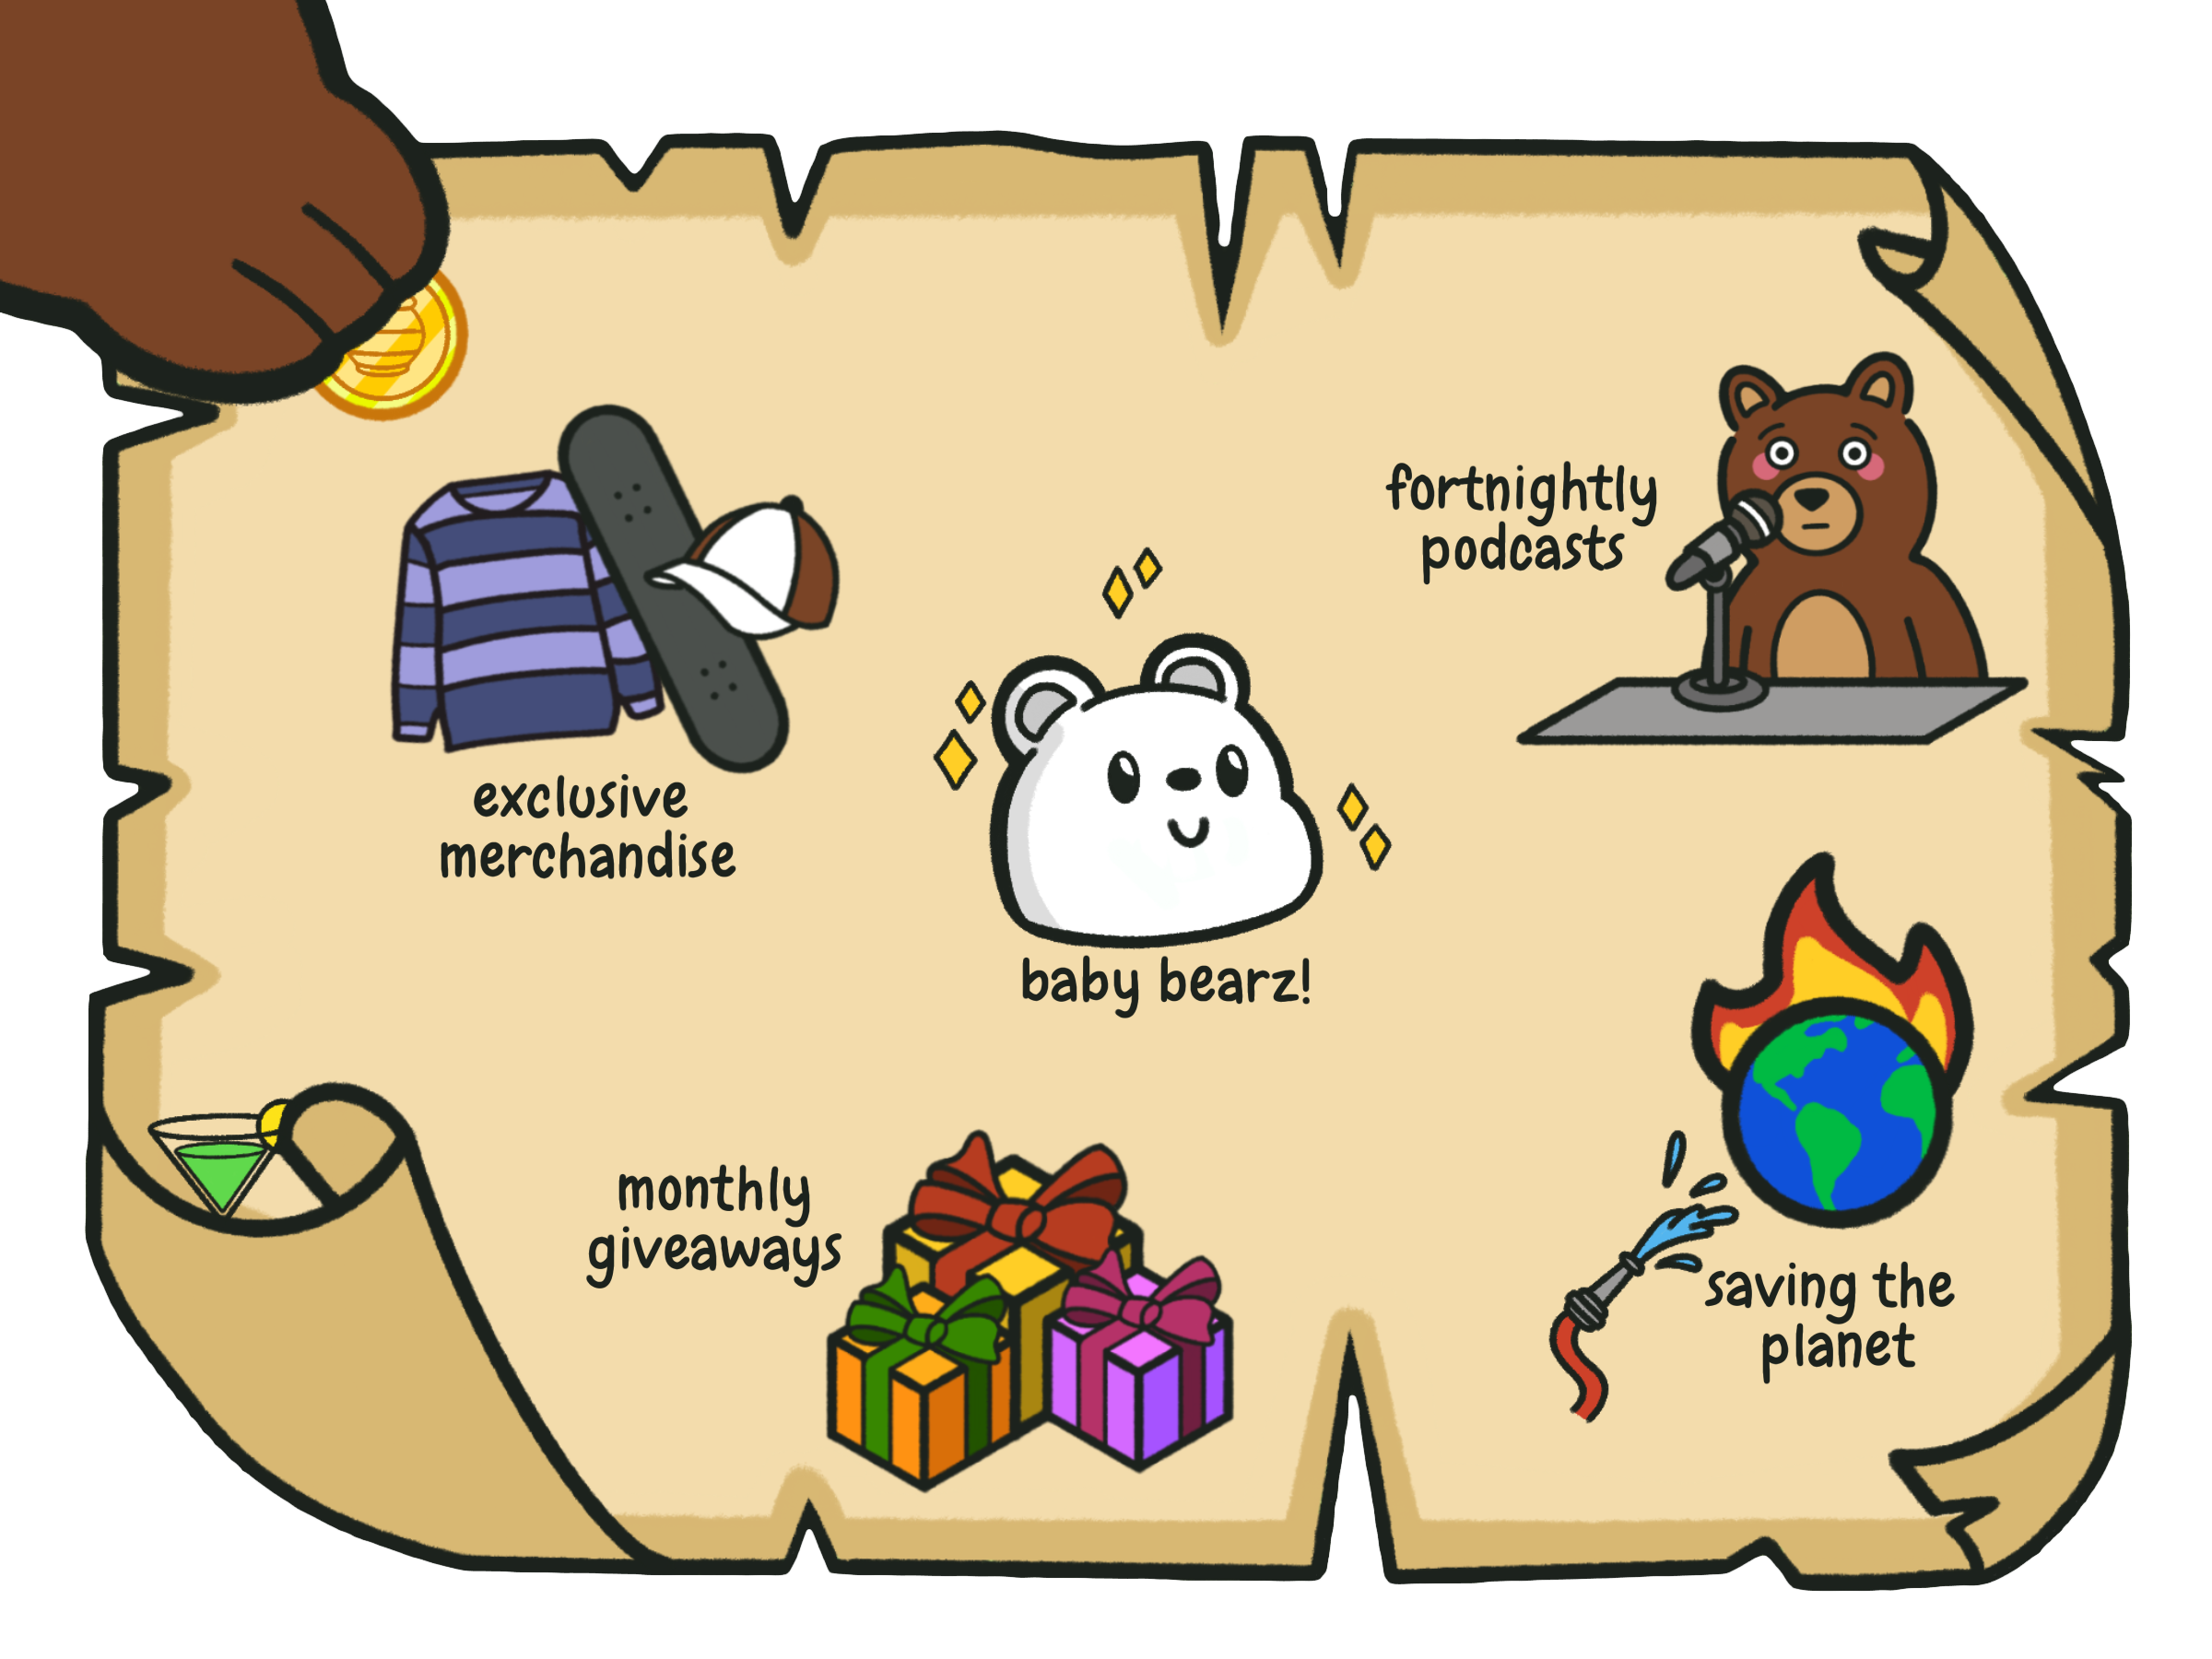 fortnightly
podcasts
exclusive
merchandise
baby bearz!
monthly
giveaways
saving the
planet